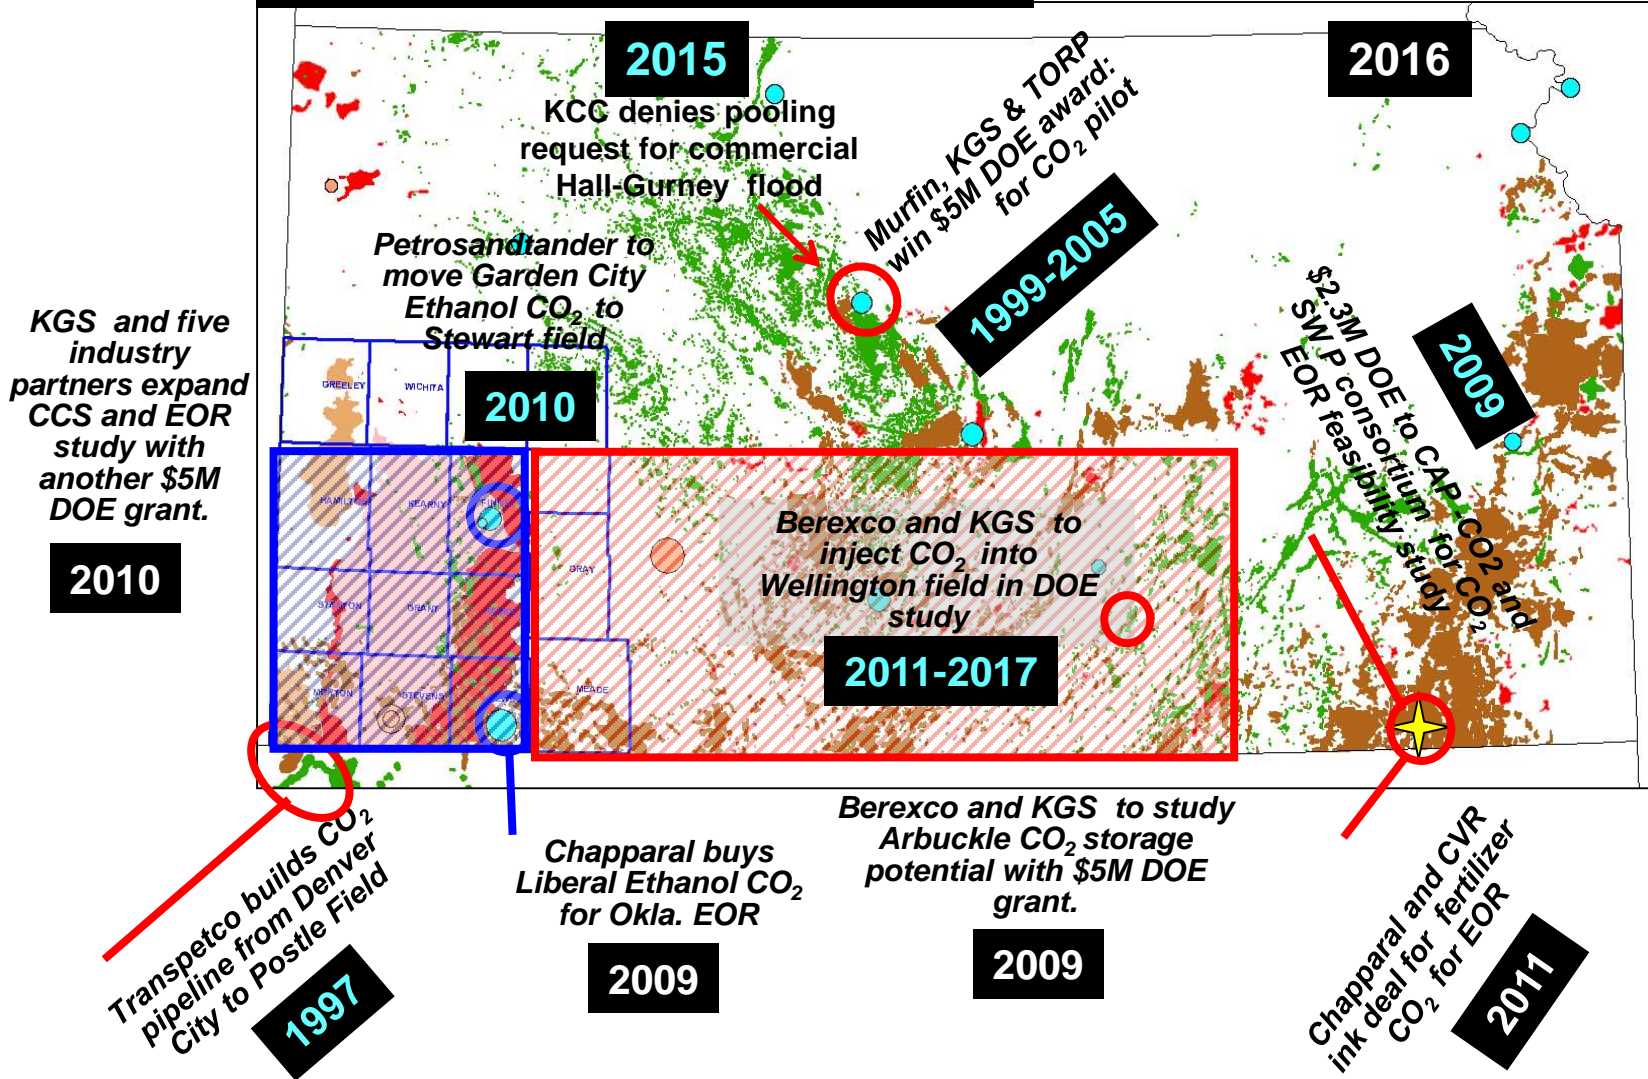 2015
2016
KCC denies pooling
request for commercial
Hall-Gurney flood
Murfin, KGS & TORP
win $5M DOE award:
for CO2 pilot
1999-2005
Petrosandtander to
move Garden City
Ethanol CO2 to
Stewart field
2010
KGS and five
industry
partners expand
CCS and EOR
study with
another $5M
DOE grant.
2010
$2.3M DOE to CAP-CO2 and
SW P consortium for CO2
EOR feasibility study
2009
GREELEY
WICHITA
HAMILTON
KEARNY
GRAY
STANTON
GRANT
MORTON
STEVENS
MEADE
Berexco and KGS to
inject CO2 into
Wellington field in DOE
study
2011-2017
Transpetco builds CO2
pipeline from Denver
City to Postle Field
1997
Chapparal buys
Liberal Ethanol CO2
for Okla. EOR
2009
Berexco and KGS to study
Arbuckle CO2 storage
potential with $5M DOE
grant.
2009
Chapparal and CVR
ink deal for fertilizer
CO2 for EOR
2011